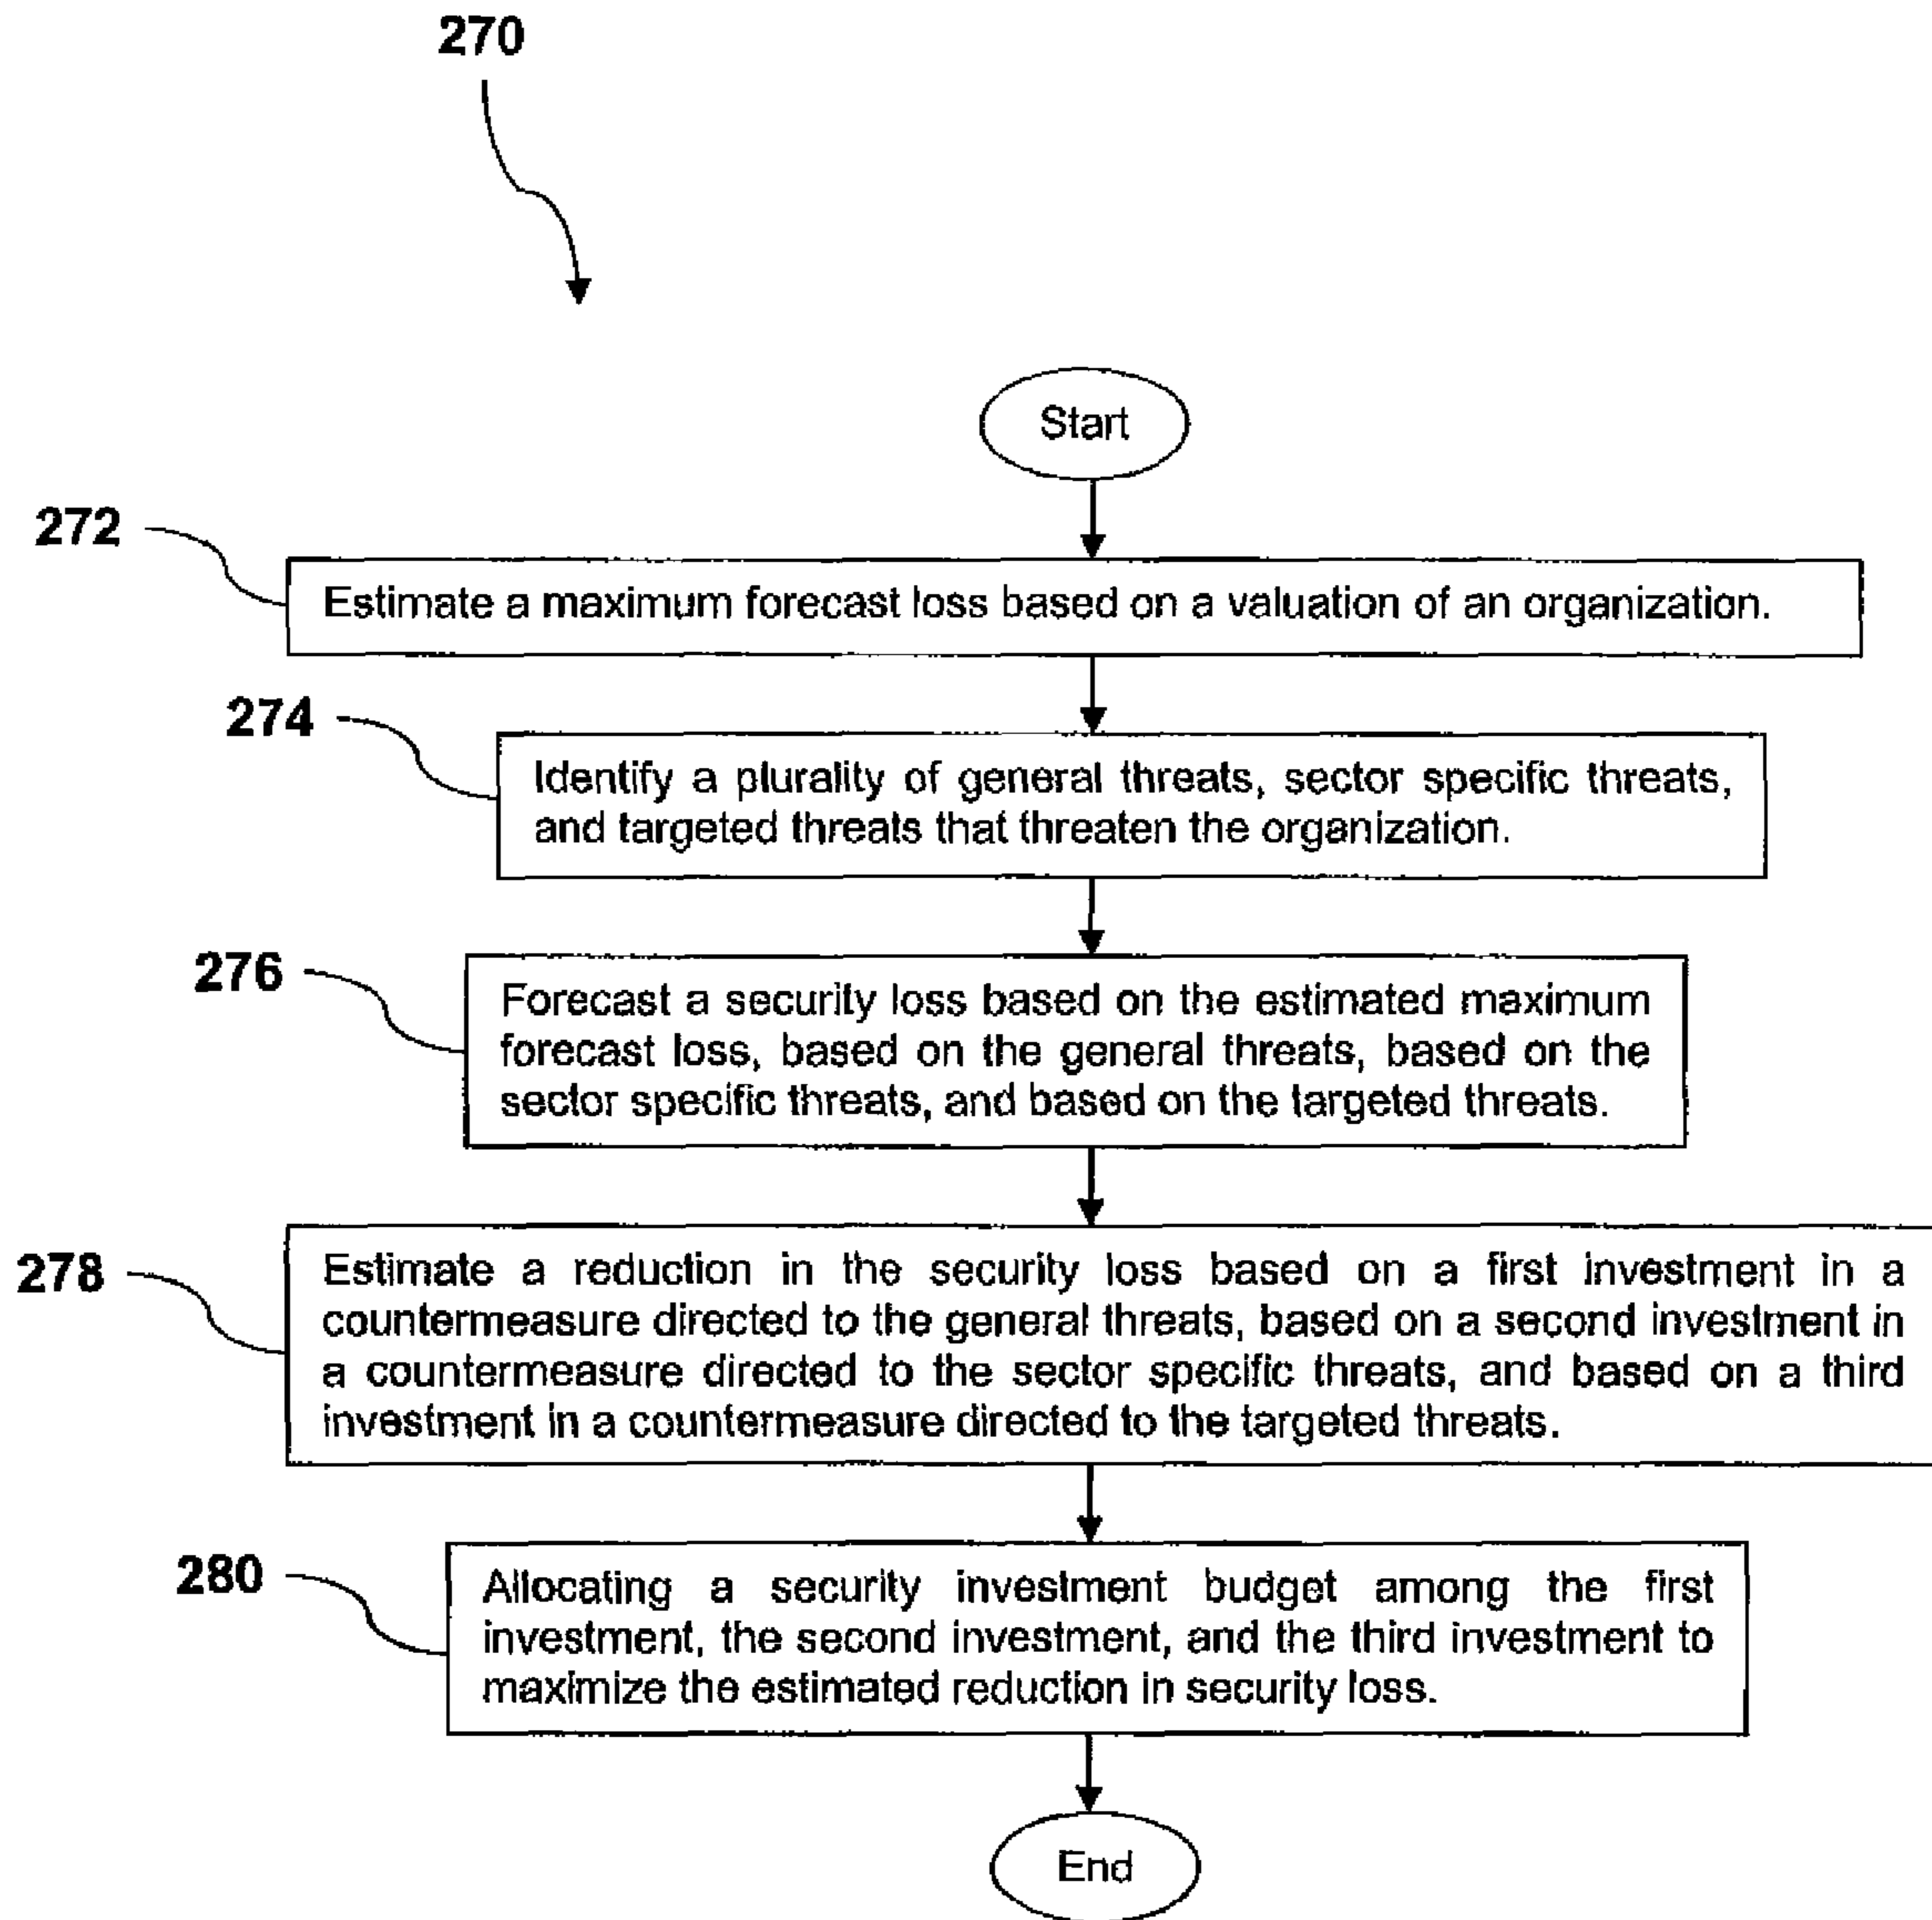 270
Start
272
Estimate a maximum forecast loss based on a valuation of an organization.
274
Identify a plurality of general threats, sector specific threats,
and targeted threats that threaten the organization.
276
Forecast a security loss based on the estimated maximum
forecast loss, based on the general threats, based on the
sector specific threats, and based on the targeted threats.
278
Estimate a reduction in the security loss based on a first investment in a
countermeasure directed to the general threats, based on a second investment in
a countermeasure directed to the sector specific threats, and based on a third
investment in a countermeasure directed to the targeted threats.
280
Allocating a security investment budget among the first
investment, the second investment, and the third investment to
maximize the estimated reduction in security loss.
End